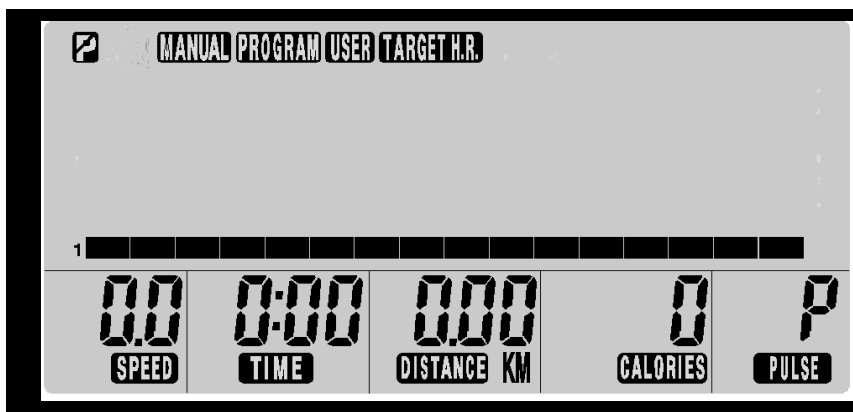 P MANUAL PROGRAM USER TARGET H.R.
1
0.0 0:00 0.00 0 P
SPEED TIME DISTANCE KM CALORIES PULSE